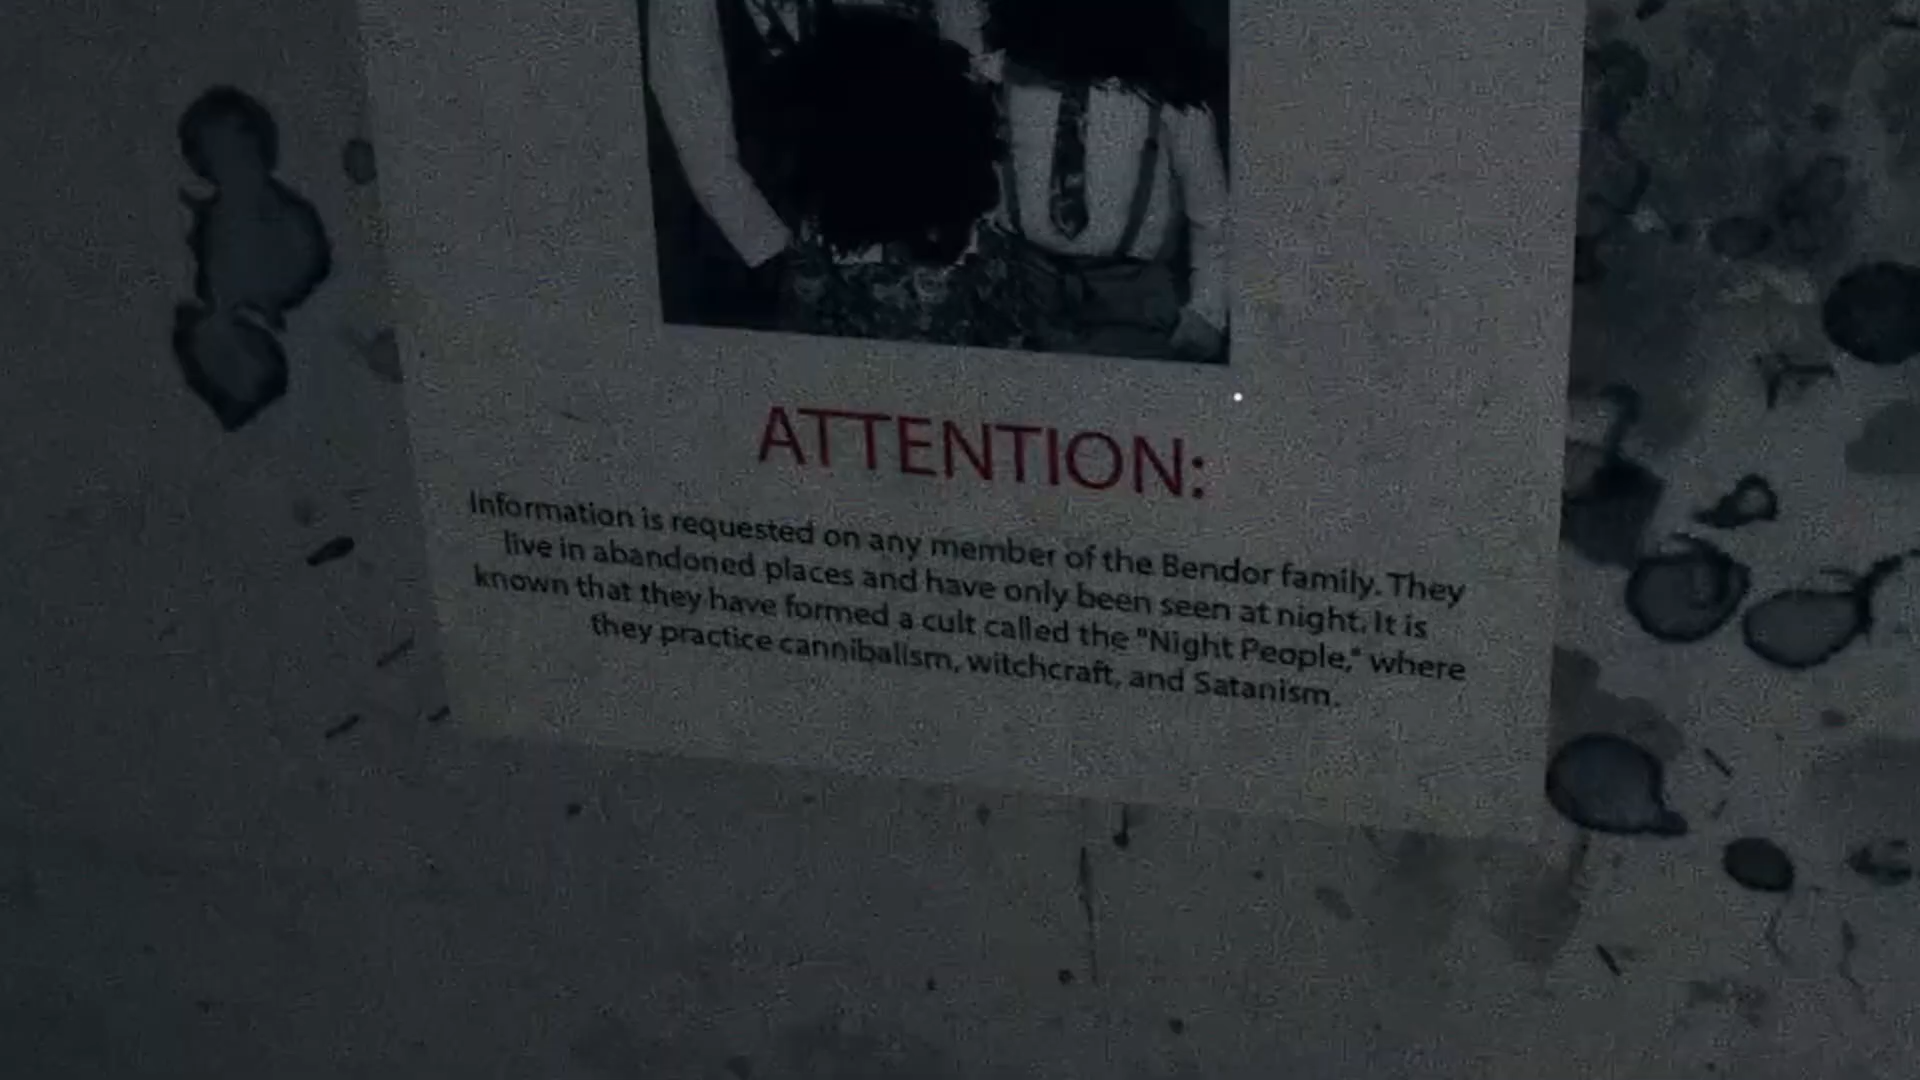 ATTENTION:
Information is requested on any member of the Bendor family. They
live in abandoned places and have only been seen at night. It is
known that they have formed a cult called the "Night People," where
they practice cannibalism, witchcraft, and Satanism.